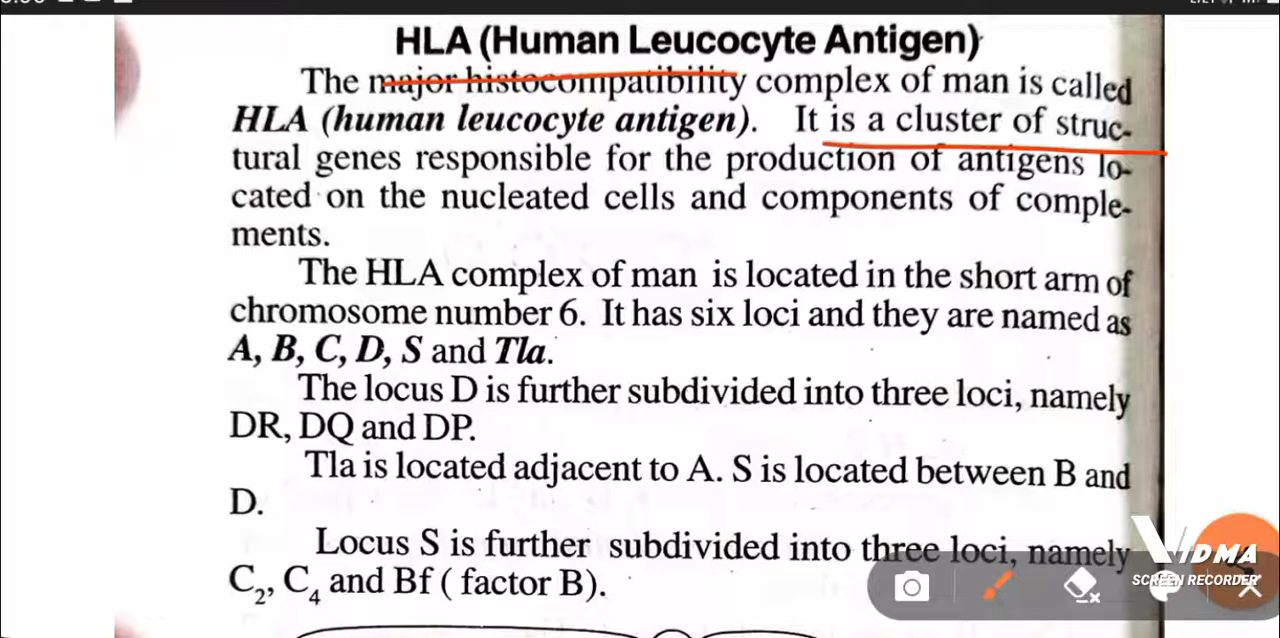 HLA (Human Leucocyte Antigen)
The major histocompatibility complex of man is called
HLA (human leucocyte antigen). It is a cluster of struc-
tural genes responsible for the production of antigens lo-
cated on the nucleated cells and components of comple-
ments.
The HLA complex of man is located in the short arm of
chromosome number 6. It has six loci and they are named as
A, B, C, D, S and Tla.
The locus D is further subdivided into three loci, namely
DR, DQ and DP.
Tla is located adjacent to A. S is located between B and
D.
Locus S is further subdivided into three loci, namely
C2, C4 and Bf ( factor B).
VIDMA
SCREEN RECORDER